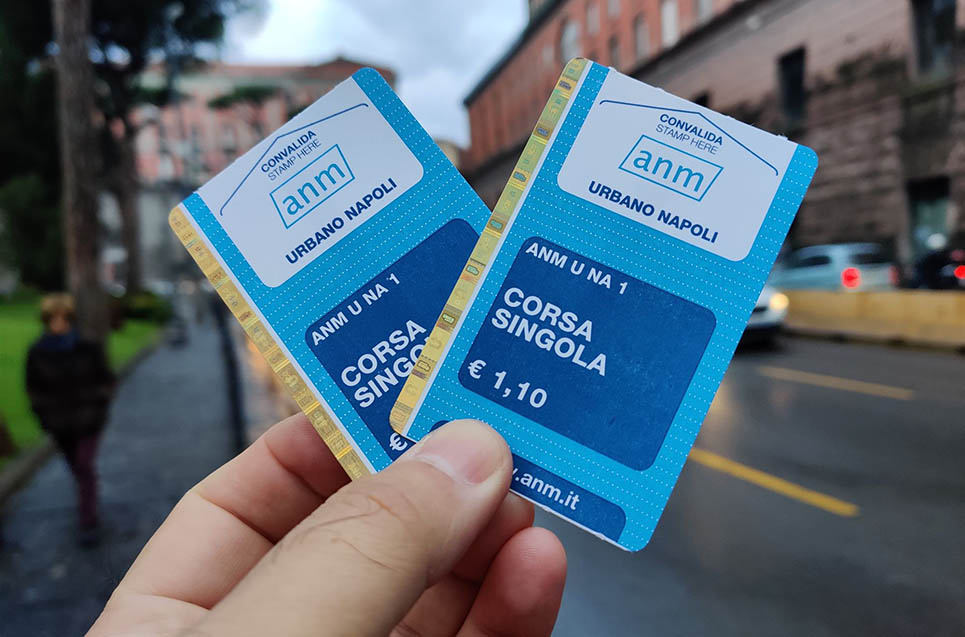 CONVALIDA
STAMP HERE
anm
URBANO NAPOLI
ANM U NA 1
CORSA
€
CONVALIDA
STAMP HERE
anm
URBANO NAPOLI
ANM U NA 1
CORSA
SINGOLA
€ 1,10
.anm.it